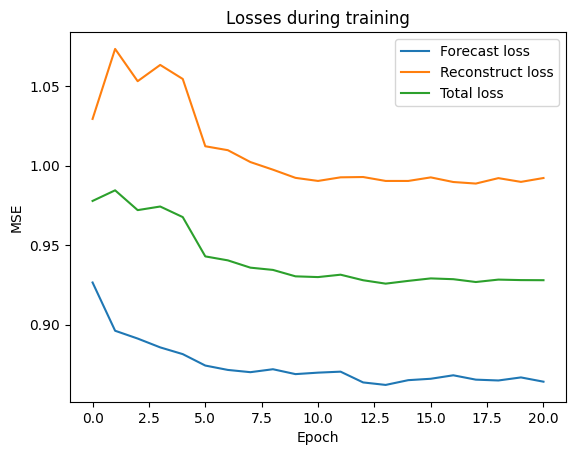 Losses during training
Forecast loss
Reconstruct loss
Total loss
1.05
1.00
0.95
0.90
MSE
0.0 2.5 5.0 7.5 10.0 12.5 15.0 17.5 20.0
Epoch